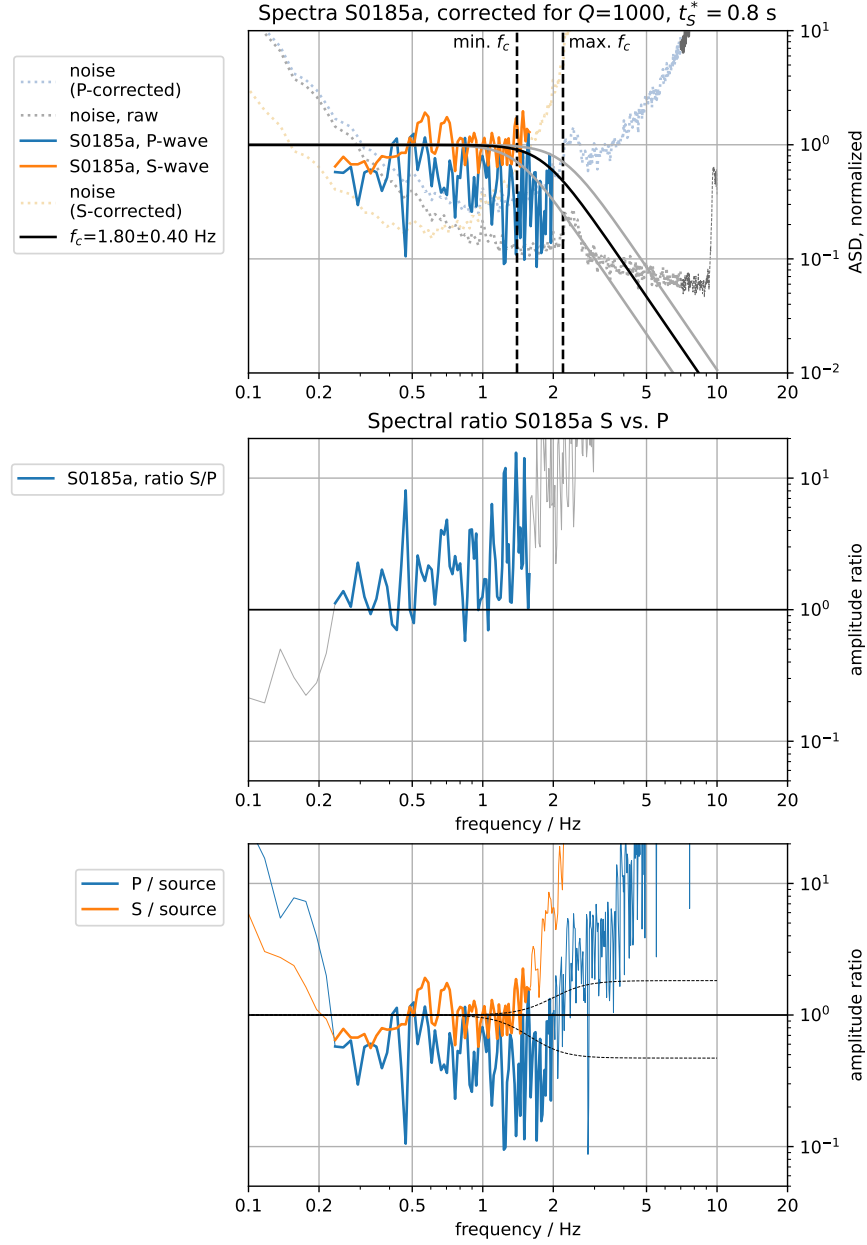 Spectra S0185a, corrected for Q=1000, t*S = 0.8 s
min. fc
max. fc
noise
(P-corrected)
noise, raw
S0185a, P-wave
S0185a, S-wave
noise
(S-corrected)
fc=1.80±0.40 Hz
10^1
10^0
10^−1
10^−2
ASD, normalized
0.1 0.2 0.5 1 2 5 10 20
Spectral ratio S0185a S vs. P
S0185a, ratio S/P
10^1
10^0
10^−1
amplitude ratio
0.1 0.2 0.5 1 2 5 10 20
frequency / Hz
P / source
S / source
10^1
10^0
10^−1
amplitude ratio
0.1 0.2 0.5 1 2 5 10 20
frequency / Hz